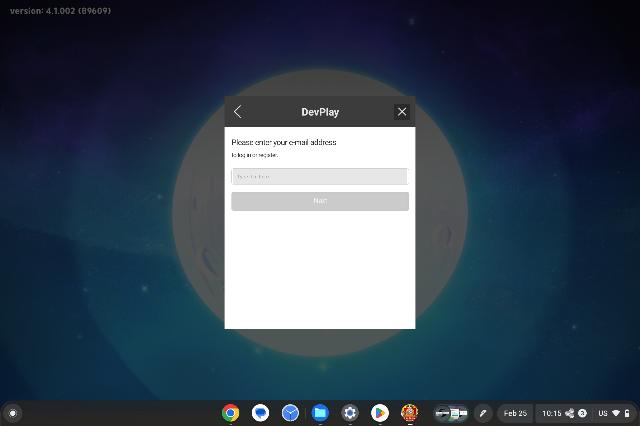 version: 4.1.002 (89609)
DevPlay
Please enter your e-mail address
to log in or register.
Next
Feb 25
10:15
US